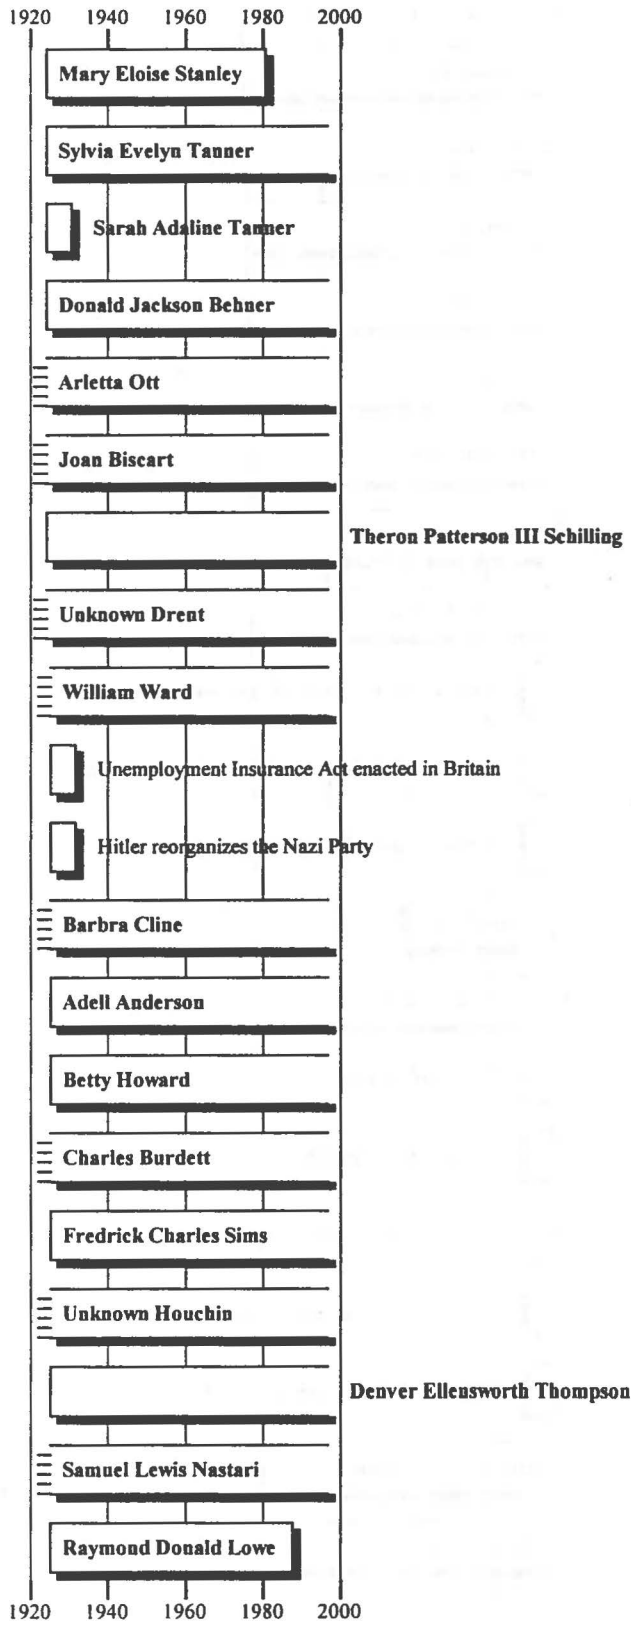 1920 1940 1960 1980 2000
Mary Eloise Stanley
Sylvia Evelyn Tanner
Sarah Adaline Tanner
Donald Jackson Behner
Arletta Ott
Joan Biscart
Theron Patterson III Schilling
Unknown Drent
William Ward
Unemployment Insurance Act enacted in Britain
Hitler reorganizes the Nazi Party
Barbra Cline
Adell Anderson
Betty Howard
Charles Burdett
Fredrick Charles Sims
Unknown Houchin
Denver Ellensworth Thompson
Samuel Lewis Nastari
Raymond Donald Lowe
1920 1940 1960 1980 2000